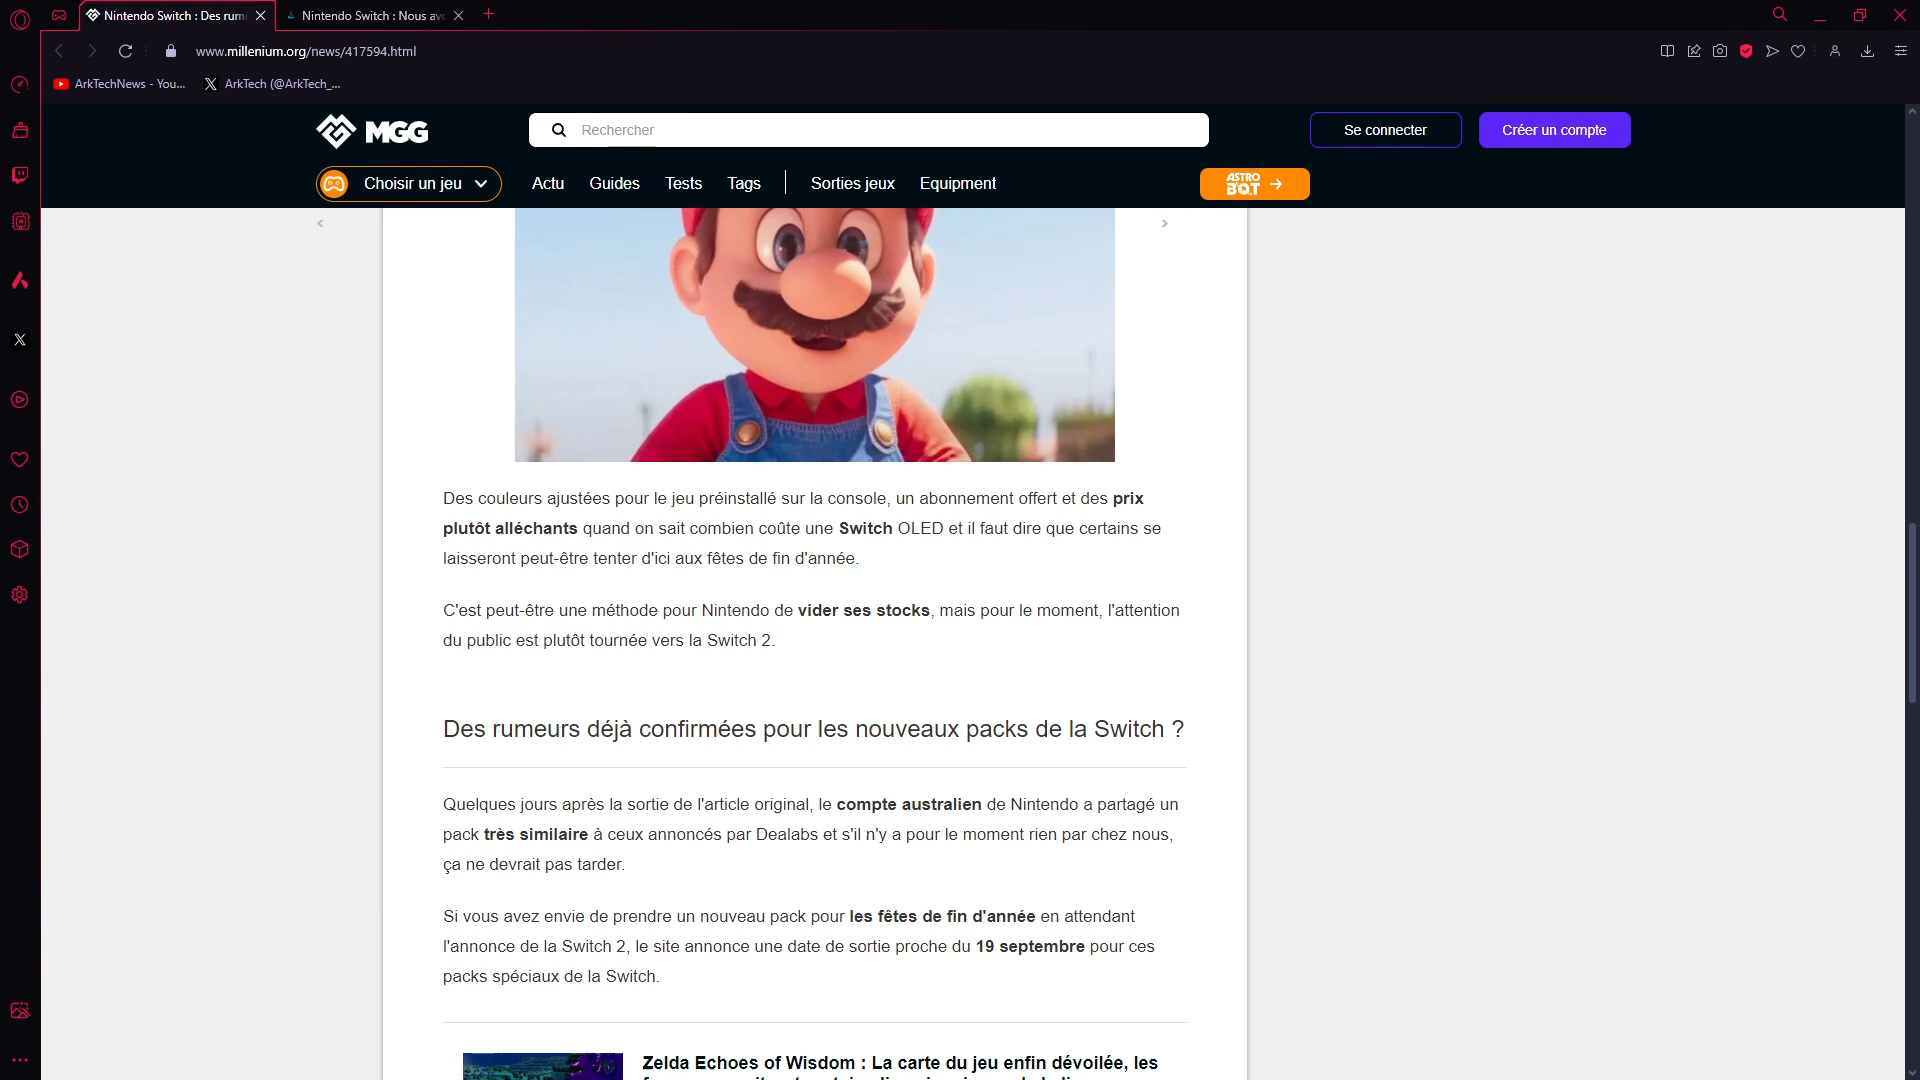 Nintendo Switch : Des rum
Nintendo Switch : Nous av
www.millenium.org/news/417594.html
ArkTechNews - You...
ArkTech (@ArkTech_...
MGG
Rechercher
Se connecter
Créer un compte
Choisir un jeu
Actu
Guides
Tests
Tags
Sorties jeux
Equipment
ASTRO BOT
Des couleurs ajustées pour le jeu préinstallé sur la console, un abonnement offert et des prix
plutôt alléchants quand on sait combien coûte une Switch OLED et il faut dire que certains se
laisseront peut-être tenter d'ici aux fêtes de fin d'année.
C'est peut-être une méthode pour Nintendo de vider ses stocks, mais pour le moment, l'attention
du public est plutôt tournée vers la Switch 2.
Des rumeurs déjà confirmées pour les nouveaux packs de la Switch ?
Quelques jours après la sortie de l'article original, le compte australien de Nintendo a partagé un
pack très similaire à ceux annoncés par Dealabs et s'il n'y a pour le moment rien par chez nous,
ça ne devrait pas tarder.
Si vous avez envie de prendre un nouveau pack pour les fêtes de fin d'année en attendant
l'annonce de la Switch 2, le site annonce une date de sortie proche du 19 septembre pour ces
packs spéciaux de la Switch.
Zelda Echoes of Wisdom : La carte du jeu enfin dévoilée, les